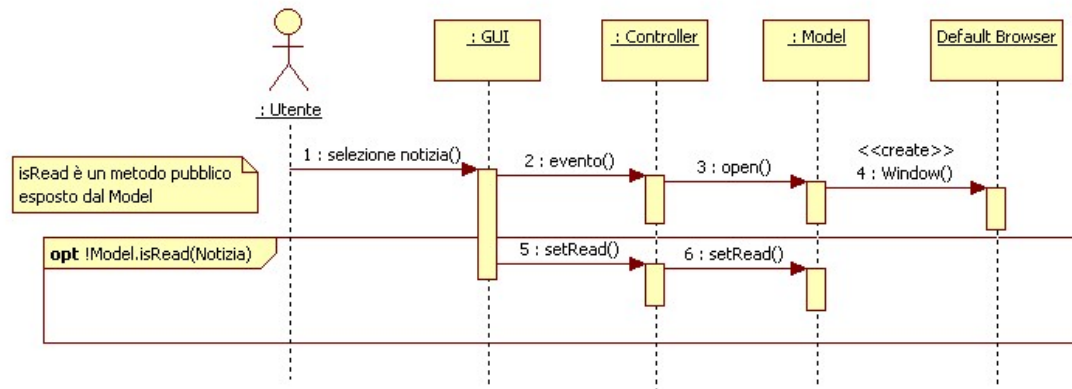 : GUI
: Controller
: Model
Default Browser
: Utente
isRead è un metodo pubblico
esposto dal Model
1 : selezione notizia()
2 : evento()
3 : open()
<<create>>
4 : Window()
opt !Model.isRead(Notizia)
5 : setRead()
6 : setRead()